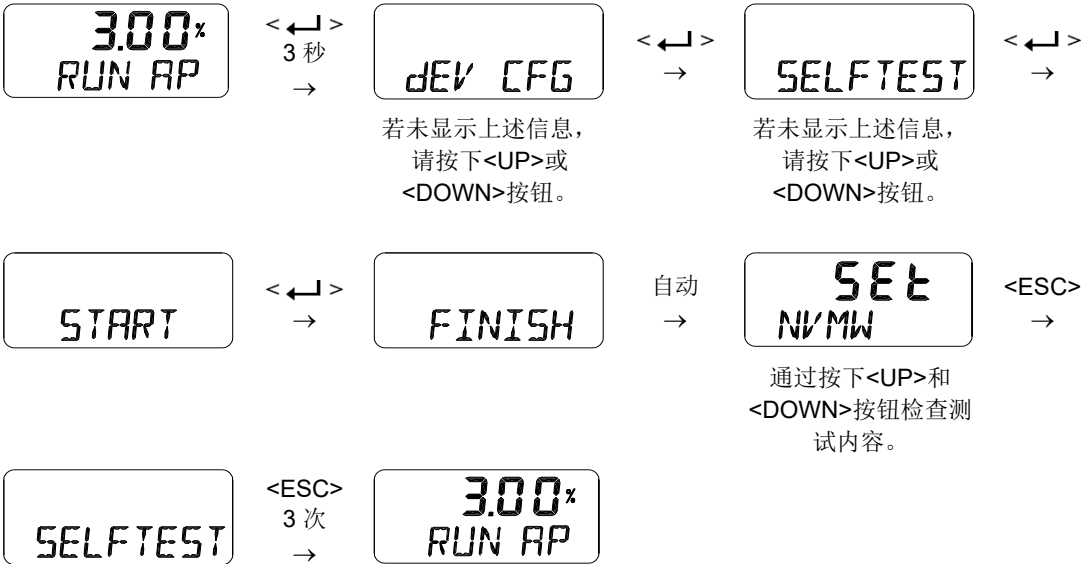 3.00%
RUN AP
< ↵ >
3 秒
→
dEV CFG
若未显示上述信息，
请按下<UP>或
<DOWN>按钮。
< ↵ >
→
SELFTEST
若未显示上述信息，
请按下<UP>或
<DOWN>按钮。
< ↵ >
→
START
< ↵ >
→
FINISH
自动
→
SEt
NVMW
通过按下<UP>和
<DOWN>按钮检查测
试内容。
<ESC>
→
SELFTEST
<ESC>
3 次
→
3.00%
RUN AP